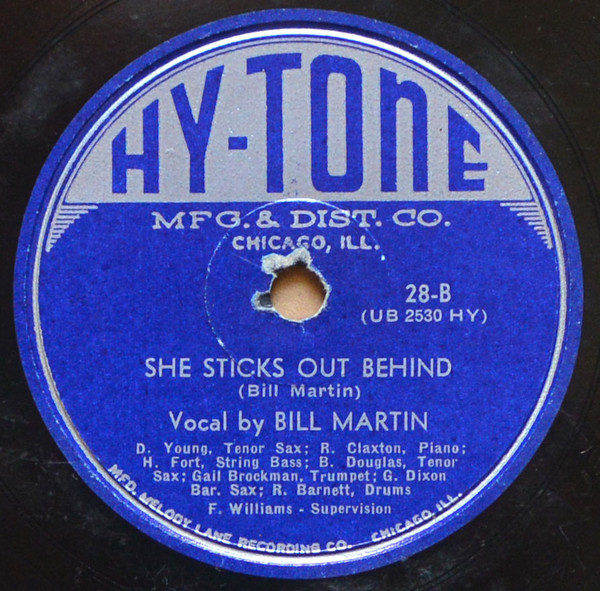 HY-TONE
MFG. & DIST. CO.
CHICAGO, ILL.
28-B
(UB 2530 HY)
SHE STICKS OUT BEHIND
(Bill Martin)
Vocal by BILL MARTIN
D. Young, Tenor Sax; R. Claxton, Piano;
H. Fort, String Bass; B. Douglas, Tenor
Sax; Gail Brockman, Trumpet; G. Dixon
Bar. Sax; R. Barnett, Drums
F. Williams - Supervision
MFD. MELODY LANE RECORDING CO. CHICAGO, ILL.